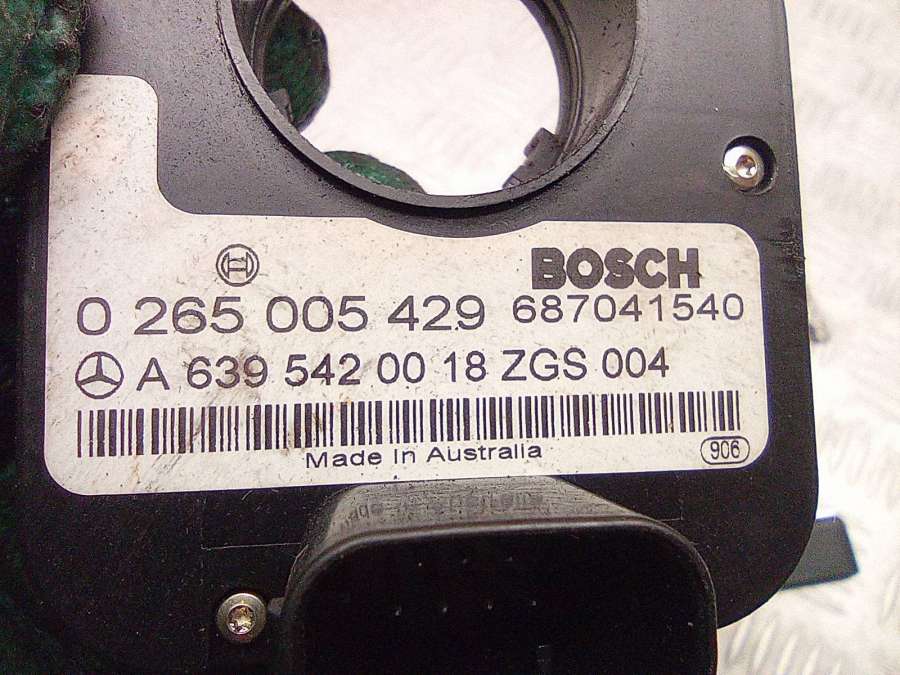 BOSCH
0 265 005 429 687041540
A 639 542 00 18 ZGS 004
Made In Australia
906